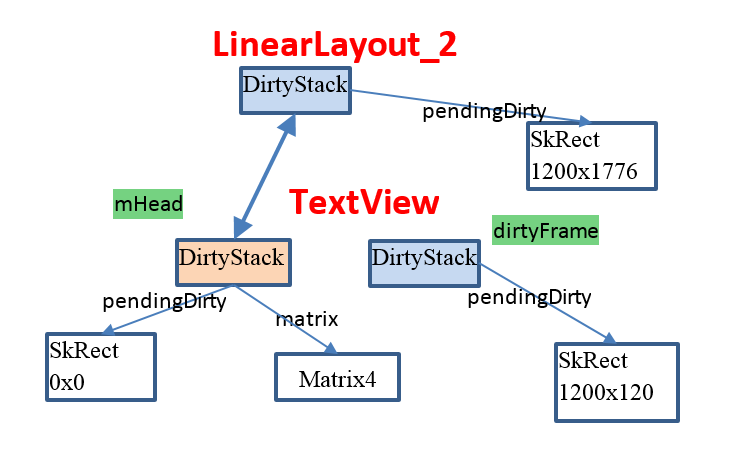 LinearLayout_2
DirtyStack
pendingDirty
SkRect
1200x1776
mHead
TextView
dirtyFrame
DirtyStack
DirtyStack
pendingDirty
pendingDirty
matrix
SkRect
0x0
Matrix4
SkRect
1200x120